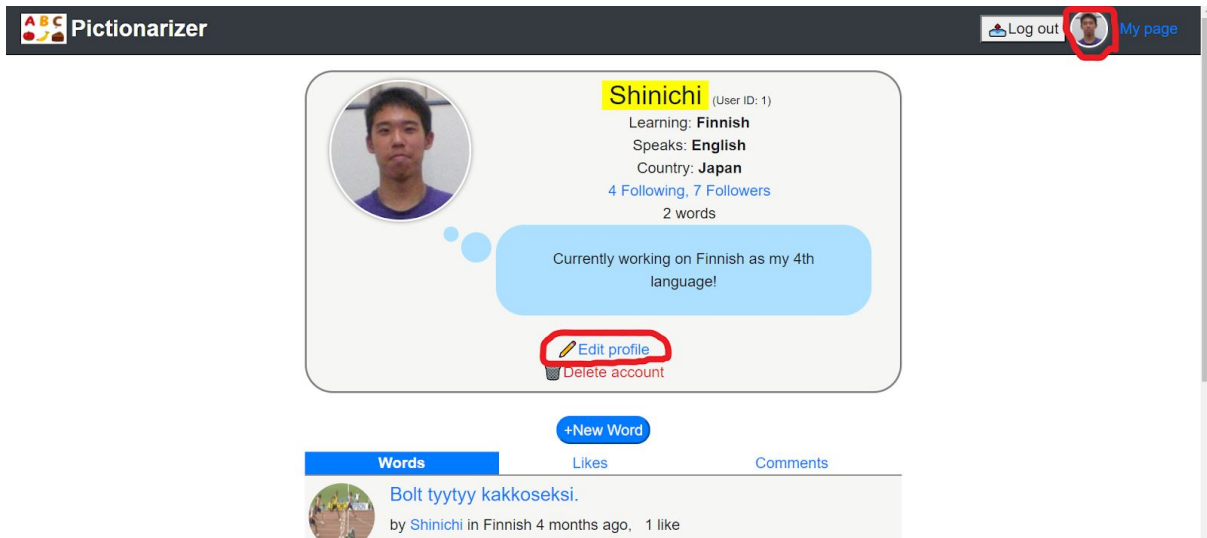 ABC Pictionarizer
Log out My page
Shinichi (User ID: 1)
Learning: Finnish
Speaks: English
Country: Japan
4 Following, 7 Followers
2 words
Currently working on Finnish as my 4th
language!
Edit profile
Delete account
+New Word
Words Likes Comments
Bolt tyytyy kakkoseksi.
by Shinichi in Finnish 4 months ago, 1 like